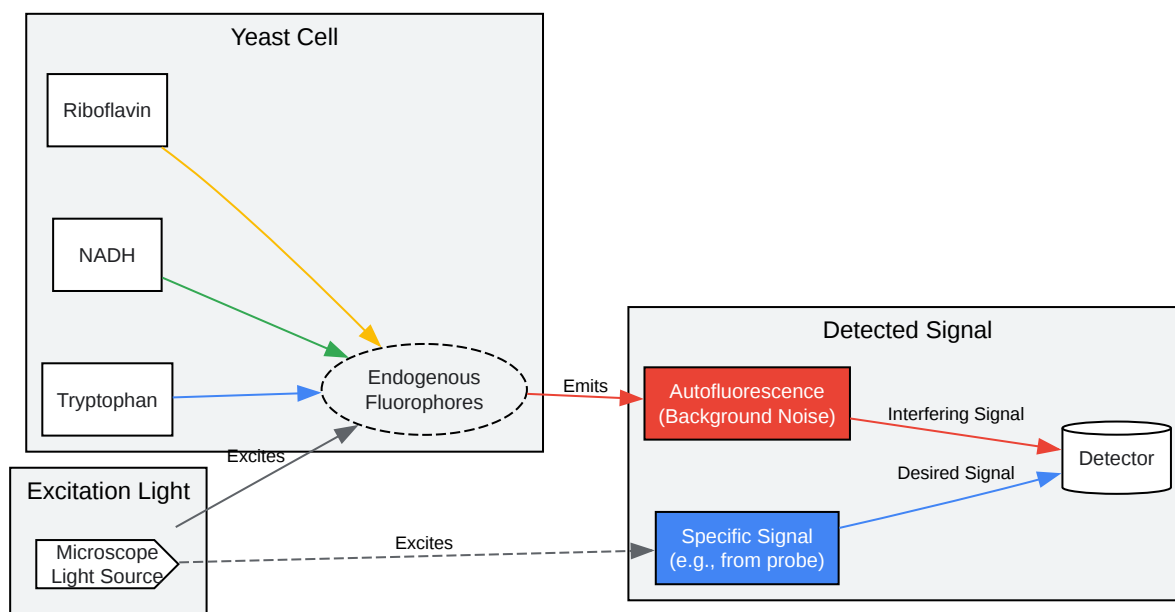 Yeast Cell
Riboflavin
NADH
Tryptophan
Endogenous
Fluorophores
Excites
Emits
Excitation Light
Microscope
Light Source
Excites
Detected Signal
Autofluorescence
(Background Noise)
Interfering Signal
Desired Signal
Specific Signal
(e.g., from probe)
Detector